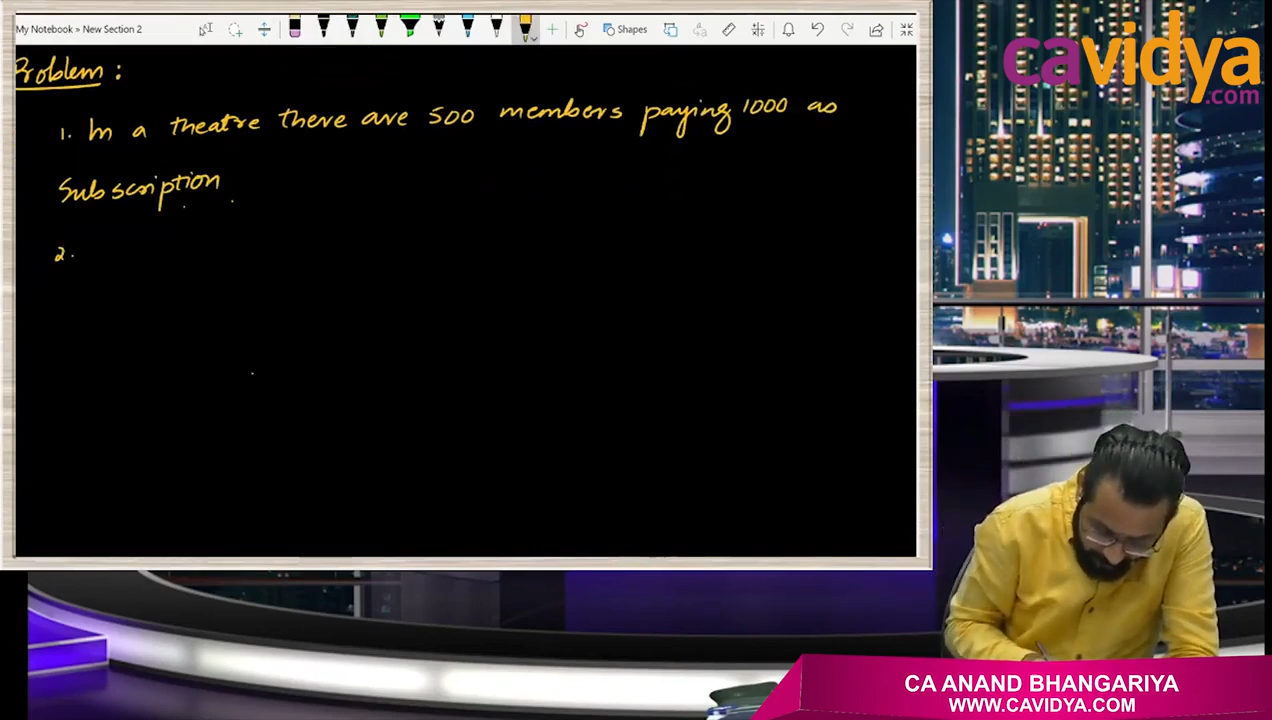 My Notebook » New Section 2
Shapes
Problem :
1. In a theatre there are 500 members paying 1000 as
Subscription
2.
cavidya
.com
CA ANAND BHANGARIYA
WWW.CAVIDYA.COM